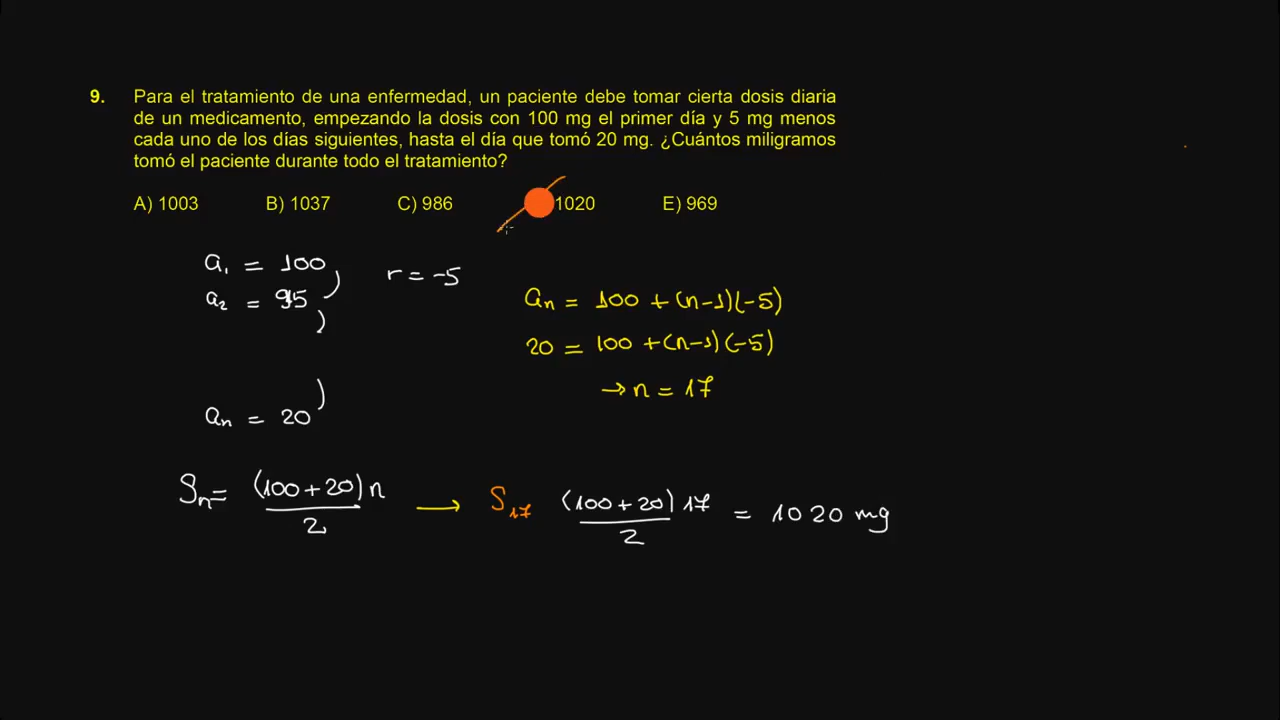 9. Para el tratamiento de una enfermedad, un paciente debe tomar cierta dosis diaria
de un medicamento, empezando la dosis con 100 mg el primer día y 5 mg menos
cada uno de los días siguientes, hasta el día que tomó 20 mg. ¿Cuántos miligramos
tomó el paciente durante todo el tratamiento?
A) 1003 B) 1037 C) 986 1020 E) 969
a₁ = 100 r = -5
a₂ = 95
aₙ = 100 + (n-1)(-5)
20 = 100 + (n-1)(-5)
→ n = 17
aₙ = 20
Sₙ = (100+20)n / 2 → S₁₇ (100+20)17 / 2 = 1020 mg